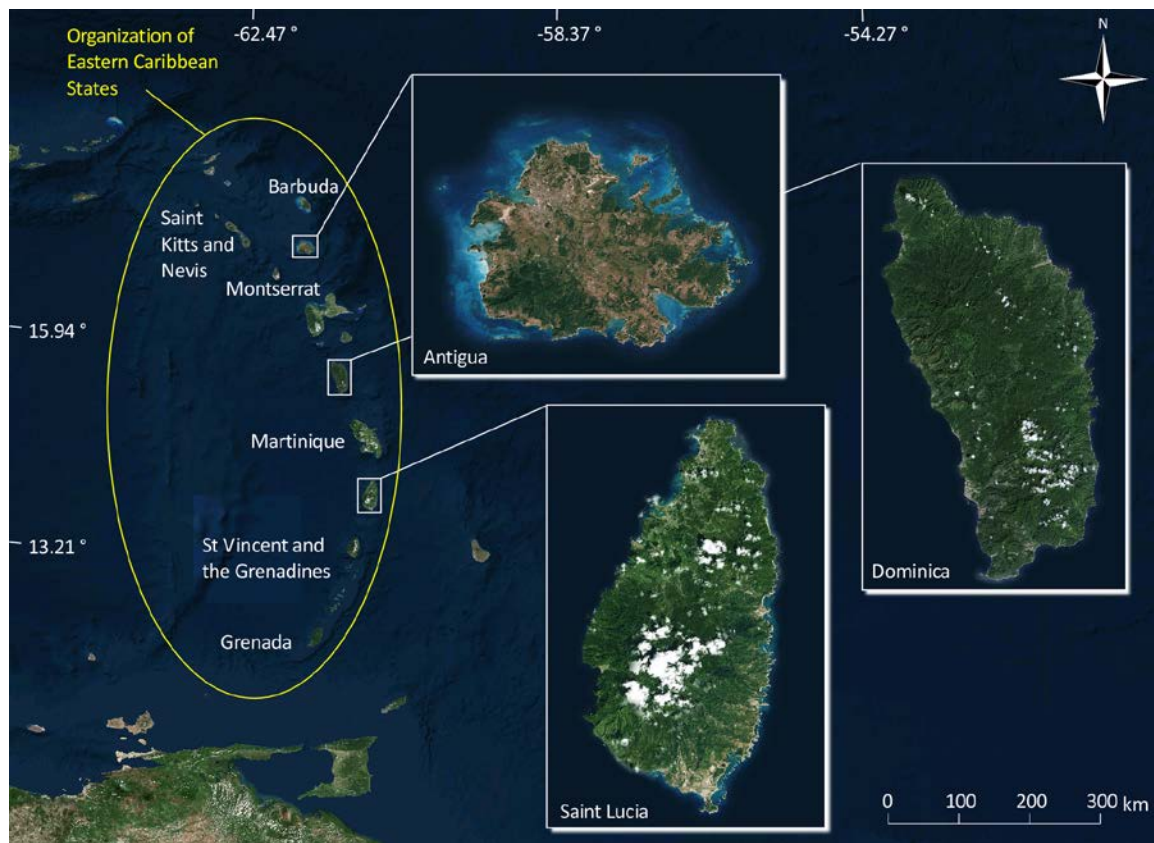 Organization of
Eastern Caribbean
States
-62.47 °
-58.37 °
-54.27 °
N
Barbuda
Saint
Kitts and
Nevis
Montserrat
15.94 °
Antigua
Martinique
13.21 °
St Vincent and
the Grenadines
Dominica
Grenada
Saint Lucia
0 100 200 300 km